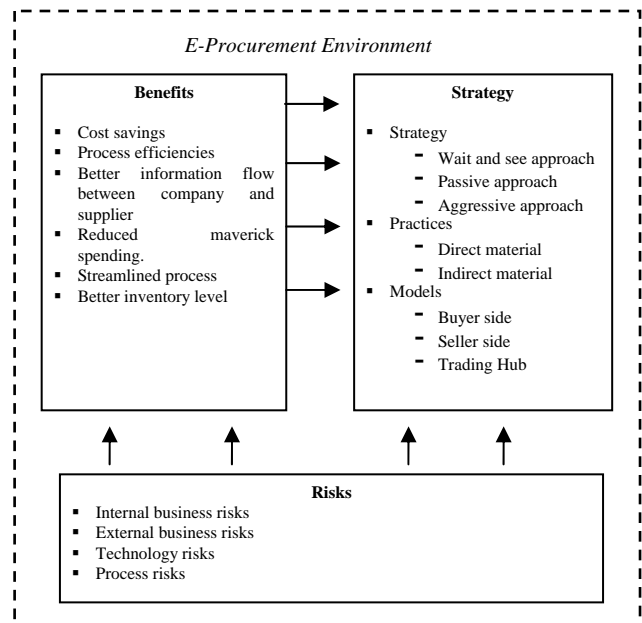 E-Procurement Environment
Benefits
▪ Cost savings
▪ Process efficiencies
▪ Better information flow
between company and
supplier
▪ Reduced maverick
spending.
▪ Streamlined process
▪ Better inventory level
Strategy
▪ Strategy
- Wait and see approach
- Passive approach
- Aggressive approach
▪ Practices
- Direct material
- Indirect material
▪ Models
- Buyer side
- Seller side
- Trading Hub
Risks
▪ Internal business risks
▪ External business risks
▪ Technology risks
▪ Process risks